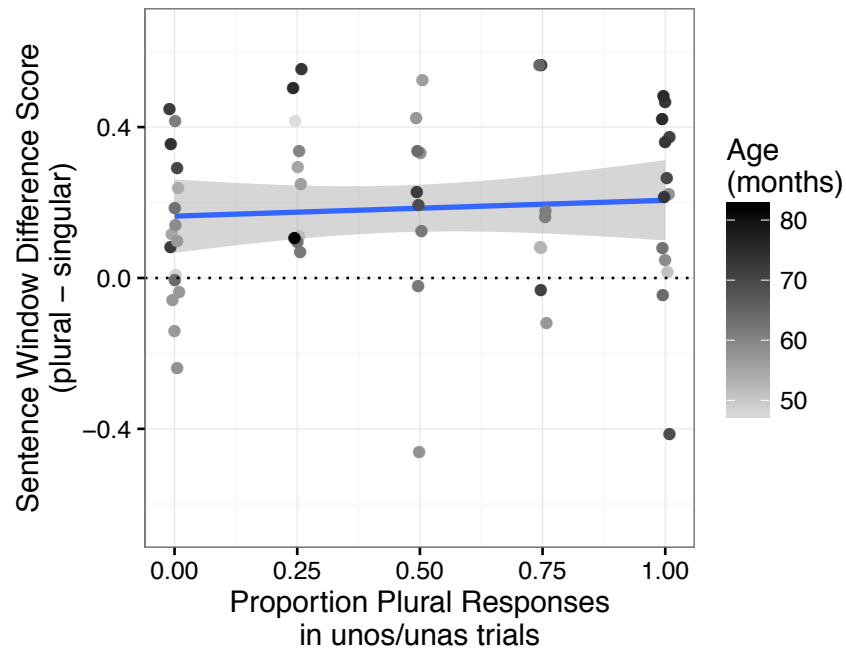 Sentence Window Difference Score
(plural − singular)
0.4
0.0
−0.4
0.00 0.25 0.50 0.75 1.00
Proportion Plural Responses
in unos/unas trials
Age
(months)
80
70
60
50